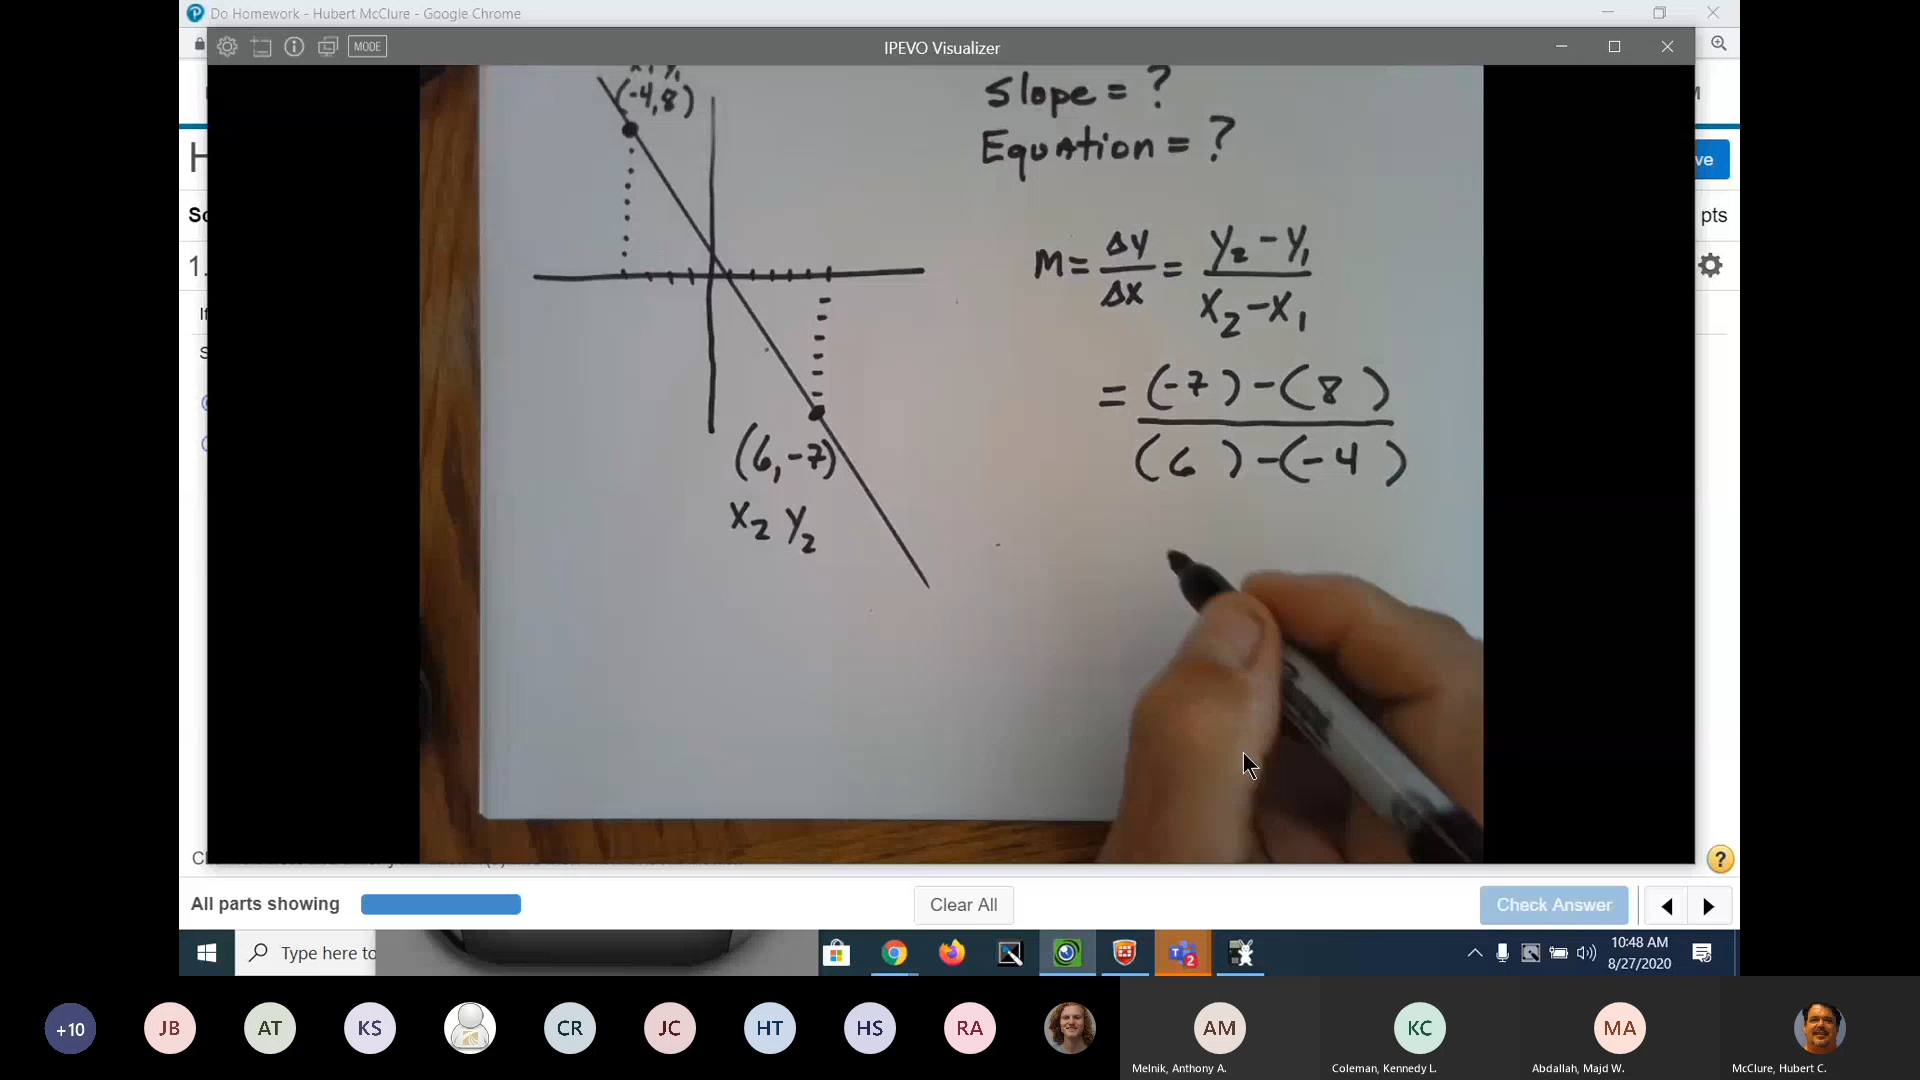 Do Homework - Hubert McClure - Google Chrome
MODE
IPEVO Visualizer
(-4,8)
Slope = ?
Equation = ?
ve
pts
1.
M = Δy/Δx = y₂ - y₁ / x₂ - x₁
= (-7) - (8) / (6) - (-4)
(6, -7)
x₂ y₂
?
All parts showing
Clear All
Check Answer
Type here to
2
10:48 AM
8/27/2020
+10
JB
AT
KS
CR
JC
HT
HS
RA
AM
KC
MA
Melnik, Anthony A.
Coleman, Kennedy L.
Abdallah, Majd W.
McClure, Hubert C.